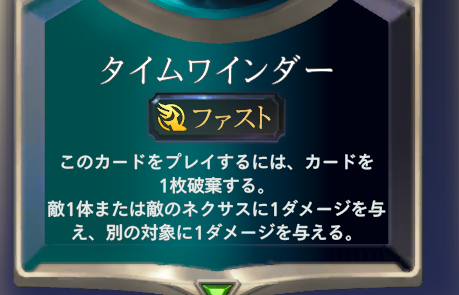 タイムワインダー
ファスト
このカードをプレイするには、カードを
1枚破棄する。
敵1体または敵のネクサスに1ダメージを与
え、別の対象に1ダメージを与える。